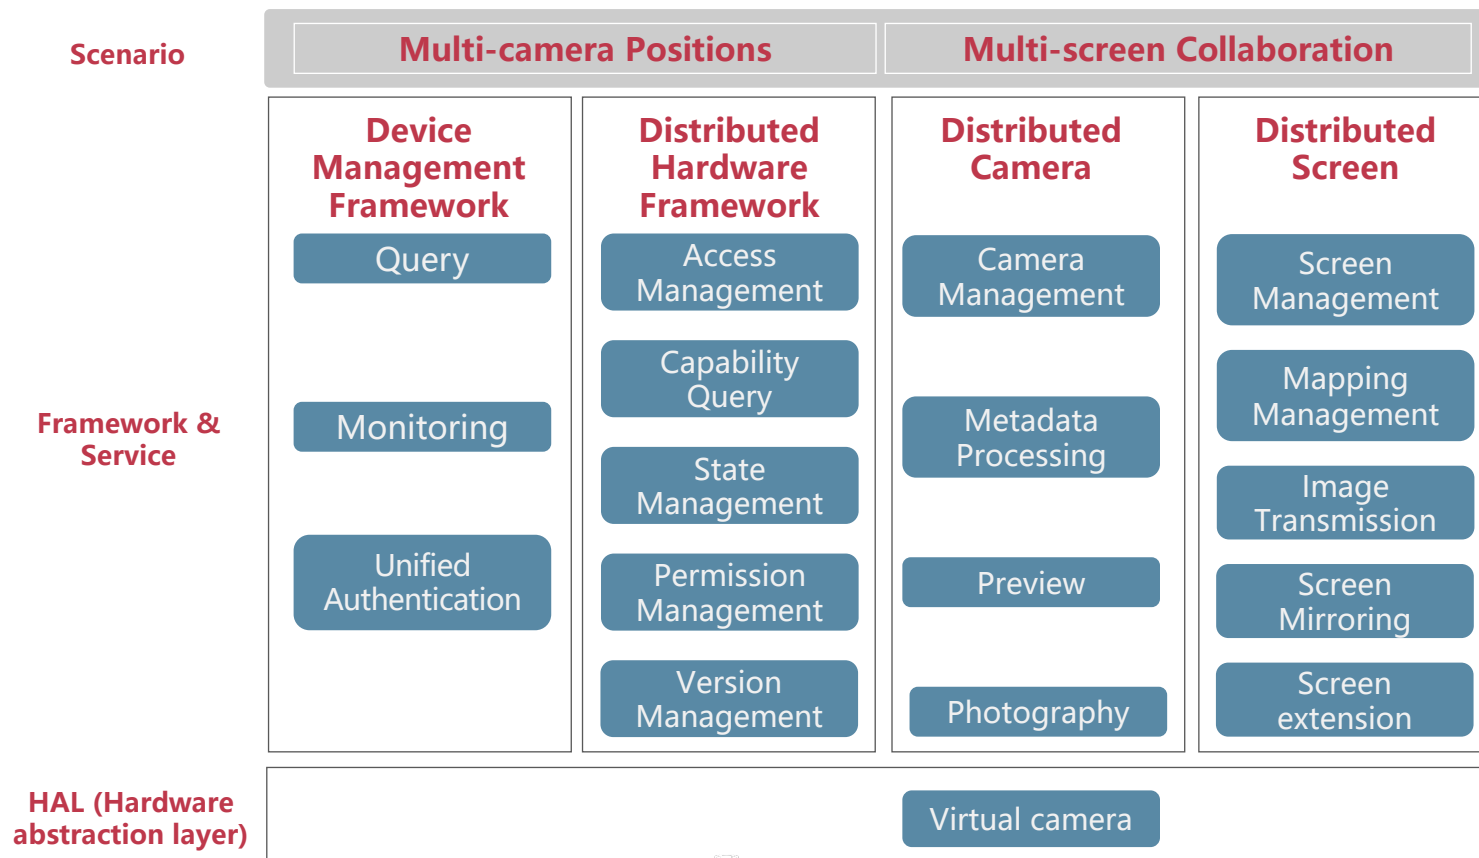 Scenario
Multi-camera Positions
Multi-screen Collaboration
Framework &
Service
Device
Management
Framework
Query
Monitoring
Unified
Authentication
Distributed
Hardware
Framework
Access
Management
Capability
Query
State
Management
Permission
Management
Version
Management
Distributed
Camera
Camera
Management
Metadata
Processing
Preview
Photography
Distributed
Screen
Screen
Management
Mapping
Management
Image
Transmission
Screen
Mirroring
Screen
extension
HAL (Hardware
abstraction layer)
Virtual camera